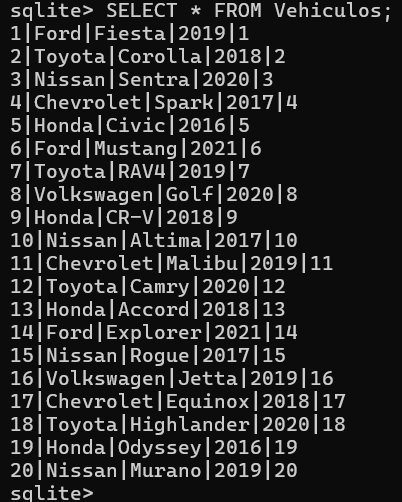 sqlite> SELECT * FROM Vehiculos;
1|Ford|Fiesta|2019|1
2|Toyota|Corolla|2018|2
3|Nissan|Sentra|2020|3
4|Chevrolet|Spark|2017|4
5|Honda|Civic|2016|5
6|Ford|Mustang|2021|6
7|Toyota|RAV4|2019|7
8|Volkswagen|Golf|2020|8
9|Honda|CR-V|2018|9
10|Nissan|Altima|2017|10
11|Chevrolet|Malibu|2019|11
12|Toyota|Camry|2020|12
13|Honda|Accord|2018|13
14|Ford|Explorer|2021|14
15|Nissan|Rogue|2017|15
16|Volkswagen|Jetta|2019|16
17|Chevrolet|Equinox|2018|17
18|Toyota|Highlander|2020|18
19|Honda|Odyssey|2016|19
20|Nissan|Murano|2019|20
sqlite>